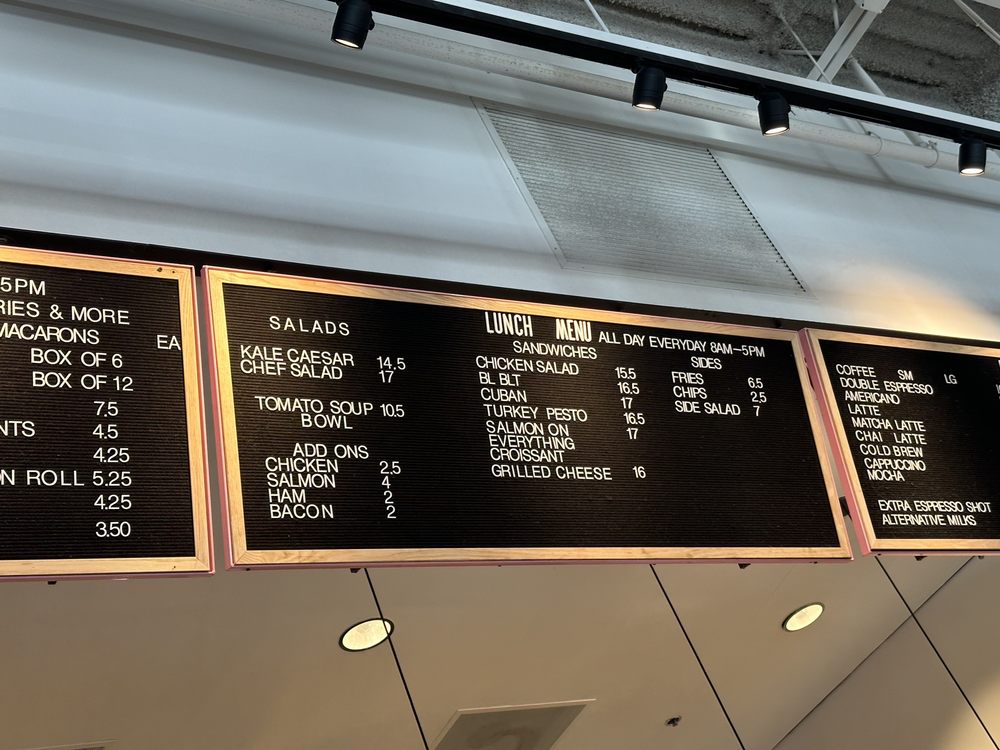 5PM
RIES & MORE
MACARONS EA
BOX OF 6
BOX OF 12
7.5
NTS 4.5
4.25
N ROLL 5.25
4.25
3.50
LUNCH MENU ALL DAY EVERYDAY 8AM-5PM
SALADS
KALE CAESAR 14.5
CHEF SALAD 17
TOMATO SOUP 10.5
BOWL
ADD ONS
CHICKEN 2.5
SALMON 4
HAM 2
BACON 2
SANDWICHES
CHICKEN SALAD 15.5
BL BLT 16.5
CUBAN 17
TURKEY PESTO 16.5
SALMON ON 17
EVERYTHING
CROISSANT
GRILLED CHEESE 16
SIDES
FRIES 6.5
CHIPS 2.5
SIDE SALAD 7
COFFEE SM LG
DOUBLE ESPRESSO
AMERICANO
LATTE
MATCHA LATTE
CHAI LATTE
COLD BREW
CAPPUCCINO
MOCHA
EXTRA ESPRESSO SHOT
ALTERNATIVE MILKS